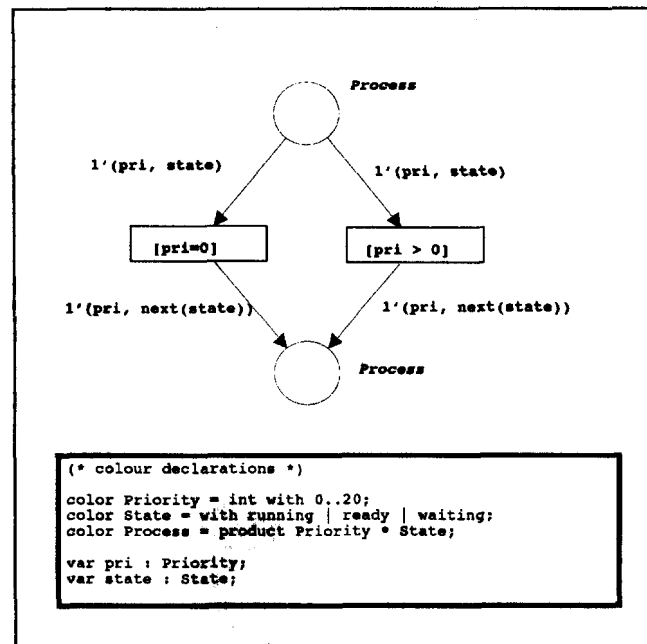 Process
1'(pri, state)
1'(pri, state)
[pri=0]
[pri > 0]
1'(pri, next(state))
1'(pri, next(state))
Process
(* colour declarations *)
color Priority = int with 0..20;
color State = with running | ready | waiting;
color Process = product Priority * State;
var pri : Priority;
var state : State;